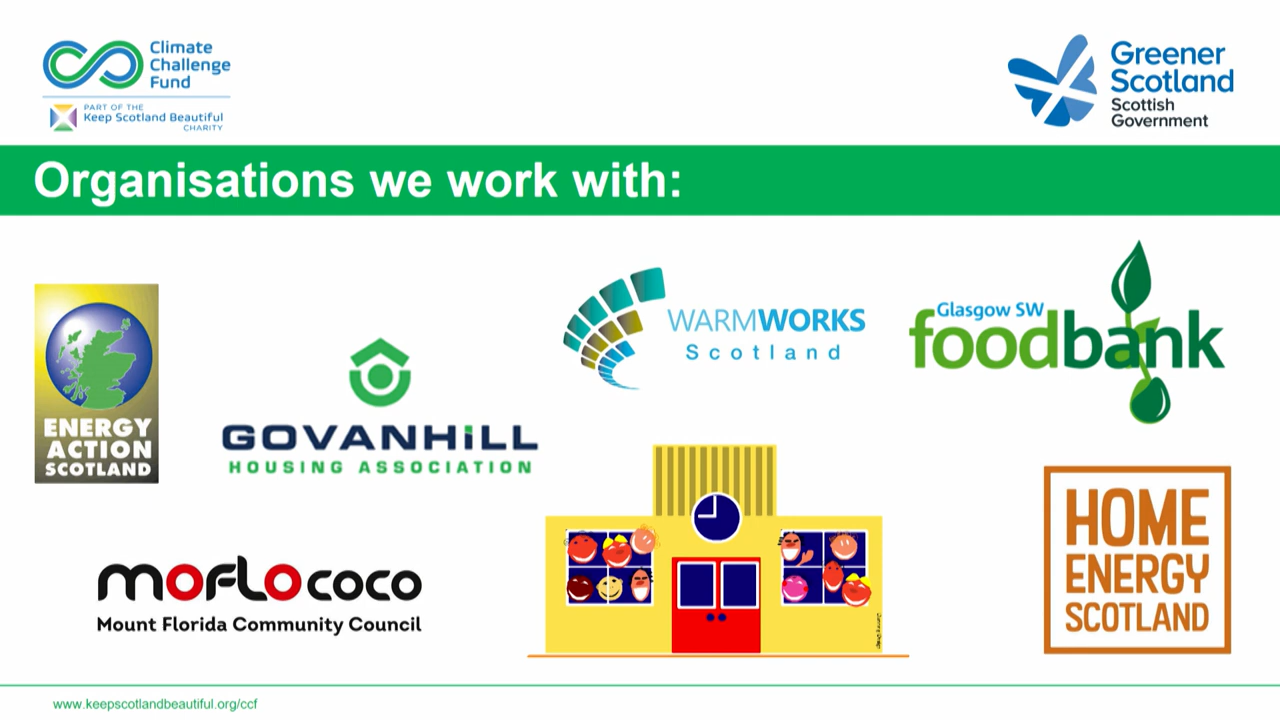 Climate
Challenge
Fund
PART OF THE
Keep Scotland Beautiful
CHARITY
Greener
Scotland
Scottish
Government
Organisations we work with:
ENERGY
ACTION
SCOTLAND
GOVANHiLL
HOUSING ASSOCIATION
WARMWORKS
Scotland
Glasgow SW
foodbank
moFLo coco
Mount Florida Community Council
HOME
ENERGY
SCOTLAND
www.keepscotlandbeautiful.org/ccf